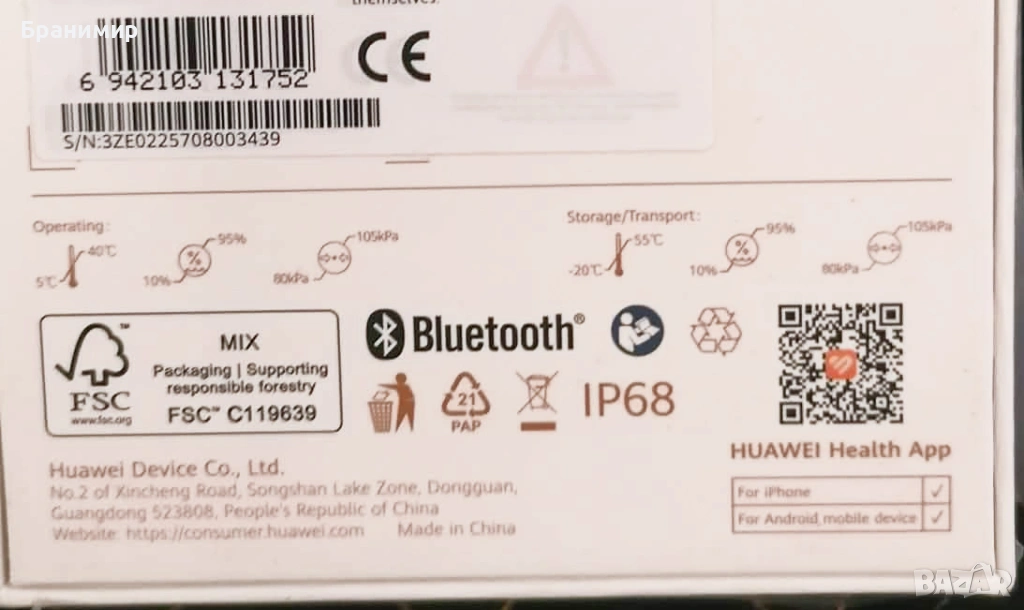 themselves.
Бранимир
CE
6 942103 131752
S/N:3ZE0225708003439
Operating:
40℃
5℃
95%
%
10%
105kPa
80kPa
Storage/Transport:
55℃
-20℃
95%
%
10%
105kPa
80kPa
FSC
www.fsc.org
MIX
Packaging | Supporting
responsible forestry
FSC™ C119639
Bluetooth®
21
PAP
IP68
HUAWEI Health App
For iPhone ✓
For Android mobile device ✓
Huawei Device Co., Ltd.
No.2 of Xincheng Road, Songshan Lake Zone, Dongguan,
Guangdong 523808, People's Republic of China
Website: https://consumer.huawei.com Made in China
BAZAR